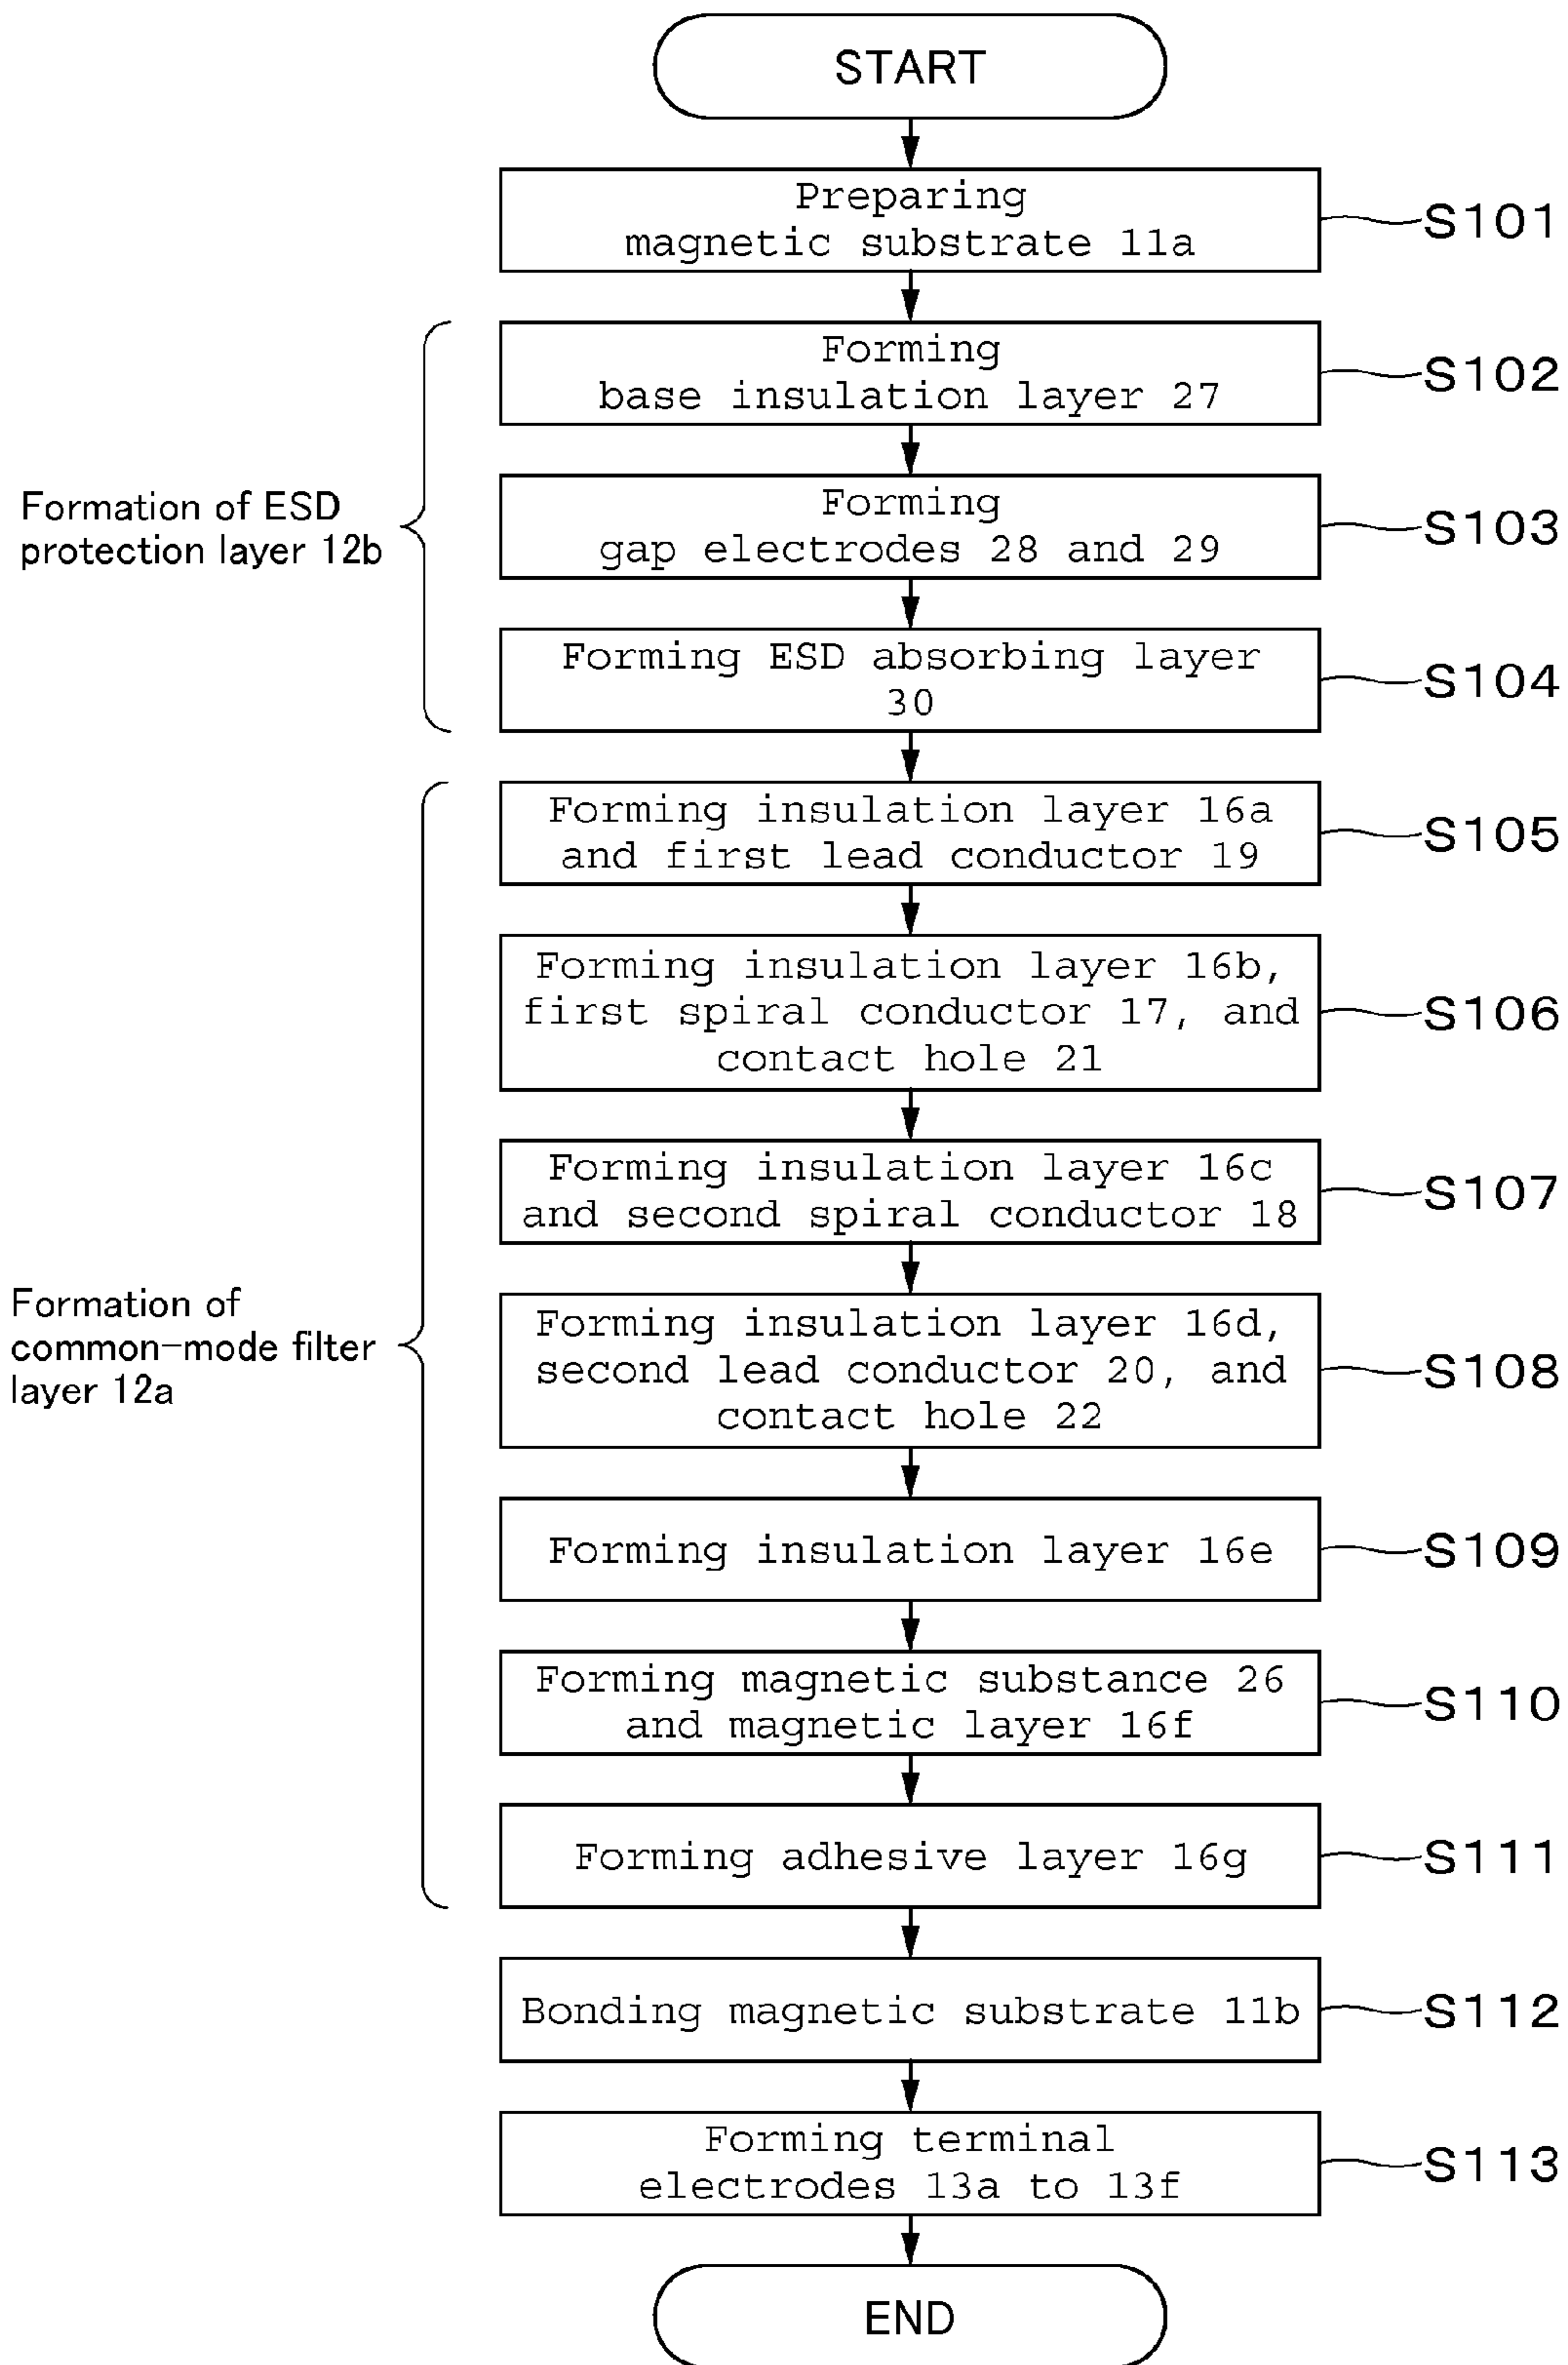 START
Preparing
magnetic substrate 11a
S101
Forming
base insulation layer 27
S102
Formation of ESD
protection layer 12b
Forming
gap electrodes 28 and 29
S103
Forming ESD absorbing layer
30
S104
Forming insulation layer 16a
and first lead conductor 19
S105
Forming insulation layer 16b,
first spiral conductor 17, and
contact hole 21
S106
Forming insulation layer 16c
and second spiral conductor 18
S107
Formation of
common-mode filter
layer 12a
Forming insulation layer 16d,
second lead conductor 20, and
contact hole 22
S108
Forming insulation layer 16e
S109
Forming magnetic substance 26
and magnetic layer 16f
S110
Forming adhesive layer 16g
S111
Bonding magnetic substrate 11b
S112
Forming terminal
electrodes 13a to 13f
S113
END